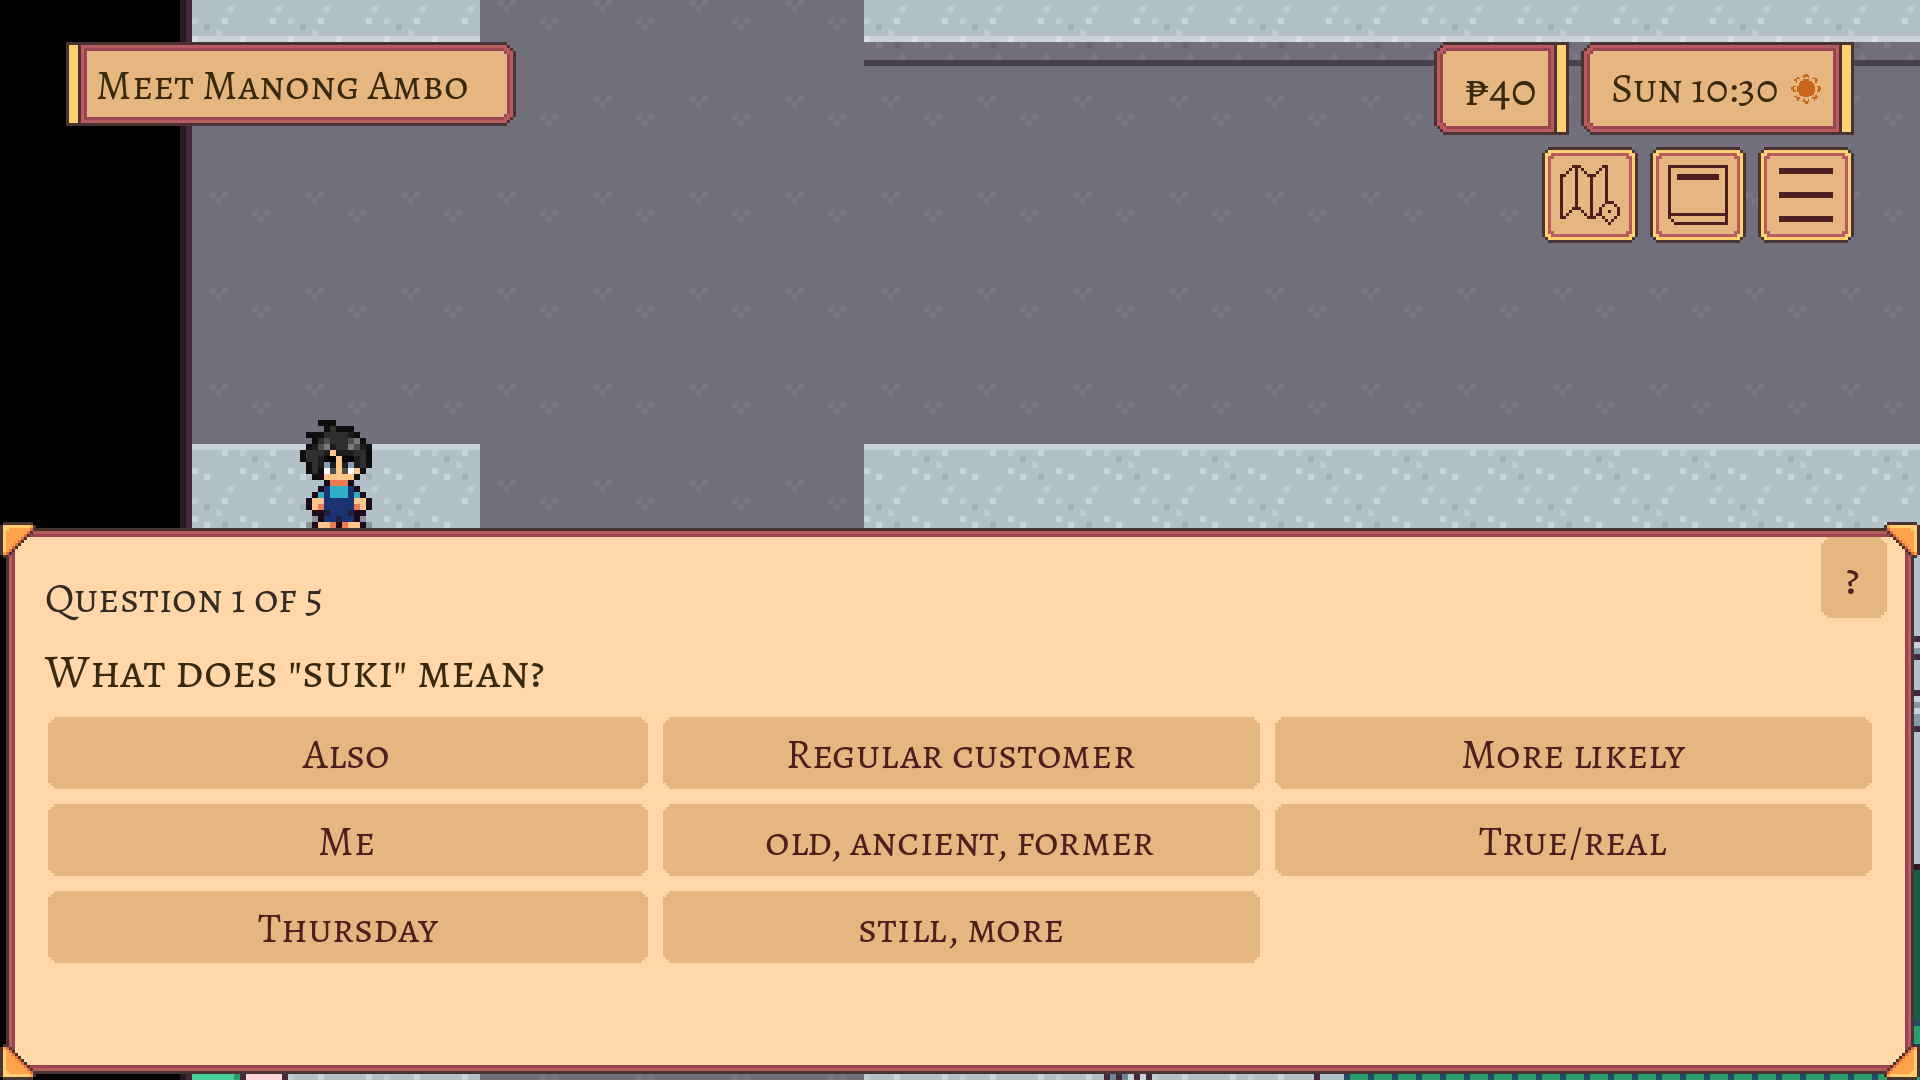 Meet Manong Ambo
₱40
Sun 10:30
Question 1 of 5
?
What does "suki" mean?
Also
Regular customer
More likely
Me
old, ancient, former
True/real
Thursday
still, more